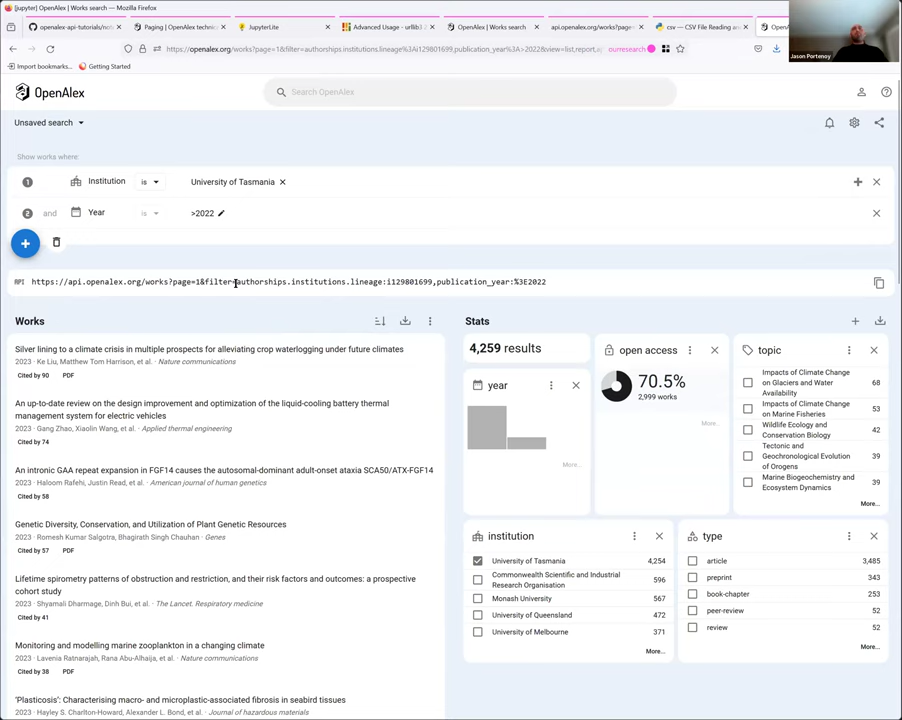 [jupyter] | OpenAlex | Works search — Mozilla Firefox
openalex-api-tutorials/note
Paging | OpenAlex technic
JupyterLite
Advanced Usage - urllib3
OpenAlex | Works search
api.openalex.org/works?page=
csv — CSV File Reading an
https://openalex.org/works?page=1&filter=authorships.institutions.lineage%3Ai129801699,publication_year%3A>2022&view=list,report,a
ourresearch
Import bookmarks...
Getting Started
Jason Portenoy
OpenAlex
Search OpenAlex
Unsaved search
Show works where:
1 Institution is University of Tasmania
2 and Year is >2022
API https://api.openalex.org/works?page=1&filter=authorships.institutions.lineage:i129801699,publication_year:%3E2022
Works
Silver lining to a climate crisis in multiple prospects for alleviating crop waterlogging under future climates
2023 · Ke Liu, Matthew Tom Harrison, et al. · Nature communications
Cited by 90 PDF
An up-to-date review on the design improvement and optimization of the liquid-cooling battery thermal
management system for electric vehicles
2023 · Gang Zhao, Xiaolin Wang, et al. · Applied thermal engineering
Cited by 74
An intronic GAA repeat expansion in FGF14 causes the autosomal-dominant adult-onset ataxia SCA50/ATX-FGF14
2023 · Haloom Rafehi, Justin Read, et al. · American journal of human genetics
Cited by 58
Genetic Diversity, Conservation, and Utilization of Plant Genetic Resources
2023 · Romesh Kumar Salgotra, Bhagirath Singh Chauhan · Genes
Cited by 57 PDF
Lifetime spirometry patterns of obstruction and restriction, and their risk factors and outcomes: a prospective
cohort study
2023 · Shyamali Dharmage, Dinh Bui, et al. · The Lancet. Respiratory medicine
Cited by 41
Monitoring and modelling marine zooplankton in a changing climate
2023 · Lavenia Ratnarajah, Rana Abu-Alhaija, et al. · Nature communications
Cited by 38 PDF
‘Plasticosis’: Characterising macro- and microplastic-associated fibrosis in seabird tissues
2023 · Hayley S. Charlton-Howard, Alexander L. Bond, et al. · Journal of hazardous materials
Stats
4,259 results
year
More...
open access
70.5%
2,999 works
More...
topic
Impacts of Climate Change
on Glaciers and Water 68
Availability
Impacts of Climate Change 53
on Marine Fisheries
Wildlife Ecology and 42
Conservation Biology
Tectonic and
Geochronological Evolution 39
of Orogens
Marine Biogeochemistry and 39
Ecosystem Dynamics
More...
institution
University of Tasmania 4,254
Commonwealth Scientific and Industrial 596
Research Organisation
Monash University 567
University of Queensland 472
University of Melbourne 371
More...
type
article 3,485
preprint 343
book-chapter 253
peer-review 52
review 52
More...